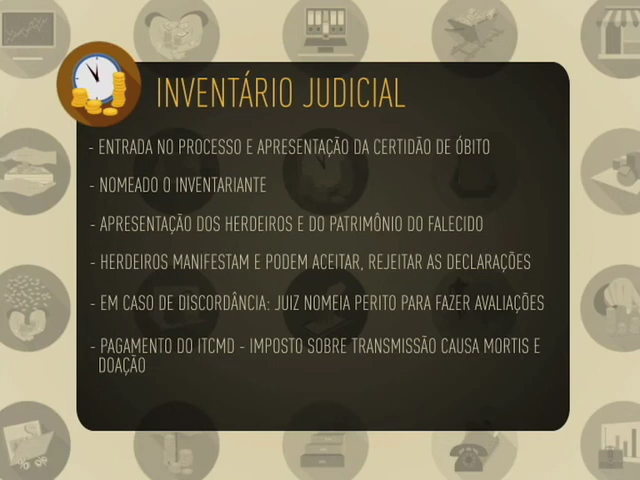 INVENTÁRIO JUDICIAL
- ENTRADA NO PROCESSO E APRESENTAÇÃO DA CERTIDÃO DE ÓBITO
- NOMEADO O INVENTARIANTE
- APRESENTAÇÃO DOS HERDEIROS E DO PATRIMÔNIO DO FALECIDO
- HERDEIROS MANIFESTAM E PODEM ACEITAR, REJEITAR AS DECLARAÇÕES
- EM CASO DE DISCORDÂNCIA: JUIZ NOMEIA PERITO PARA FAZER AVALIAÇÕES
- PAGAMENTO DO ITCMD - IMPOSTO SOBRE TRANSMISSÃO CAUSA MORTIS E
DOAÇÃO